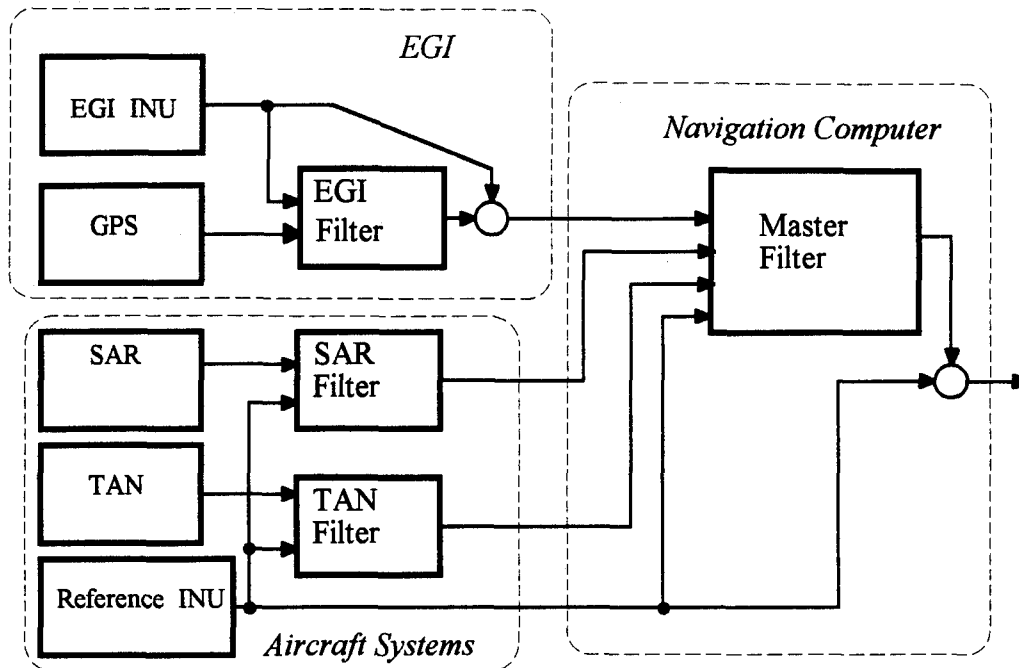 EGI
EGI INU
GPS
EGI
Filter
Navigation Computer
Master
Filter
SAR
SAR
Filter
TAN
TAN
Filter
Reference INU
Aircraft Systems